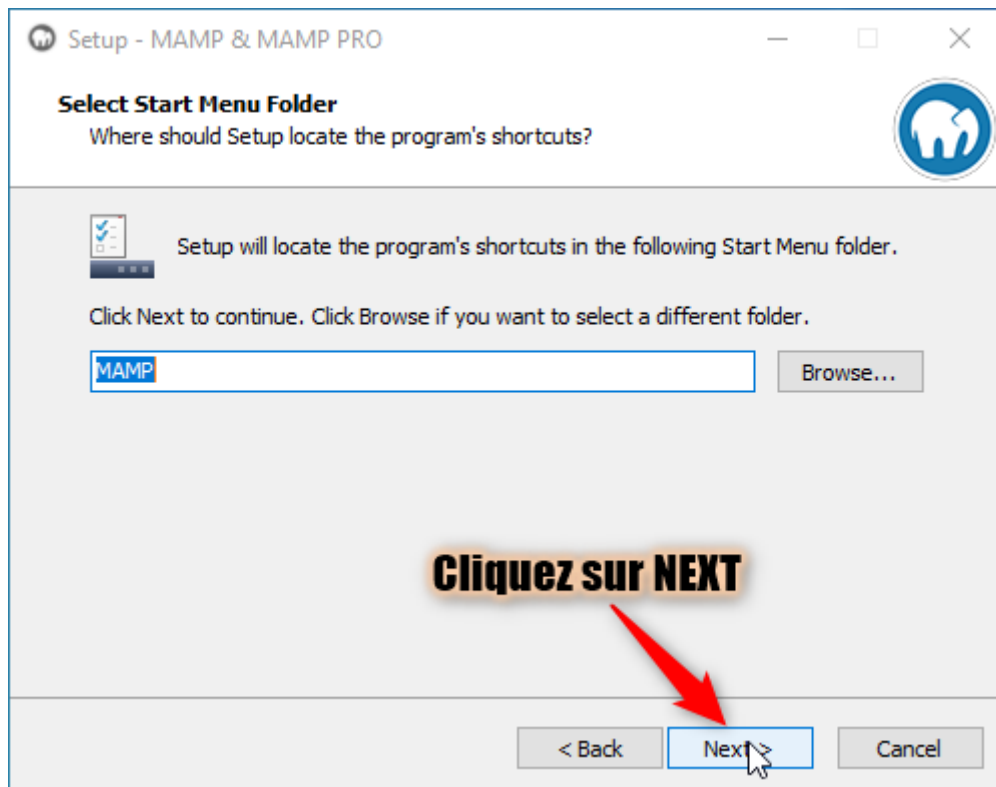 Setup - MAMP & MAMP PRO
Select Start Menu Folder
Where should Setup locate the program's shortcuts?
Setup will locate the program's shortcuts in the following Start Menu folder.
Click Next to continue. Click Browse if you want to select a different folder.
MAMP
Browse...
Cliquez sur NEXT
< Back
Next >
Cancel